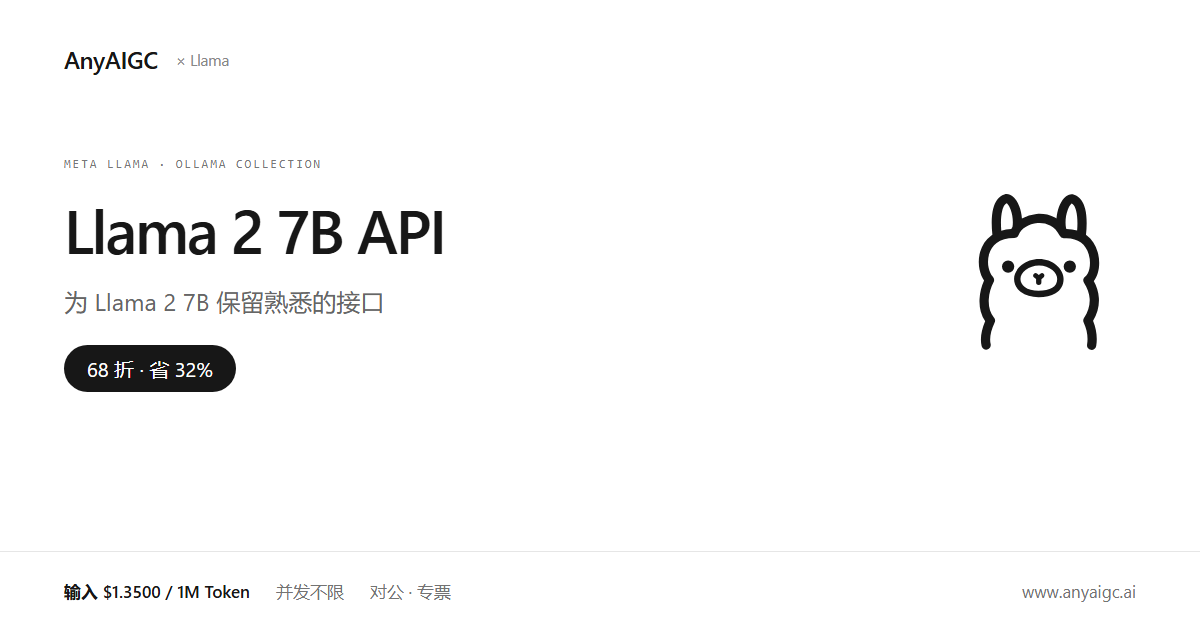 AnyAIGC × Llama
META LLAMA · OLLAMA COLLECTION
Llama 2 7B API
为 Llama 2 7B 保留熟悉的接口
68 折 · 省 32%
输入 $1.3500 / 1M Token 并发不限 对公 · 专票 www.anyaigc.ai